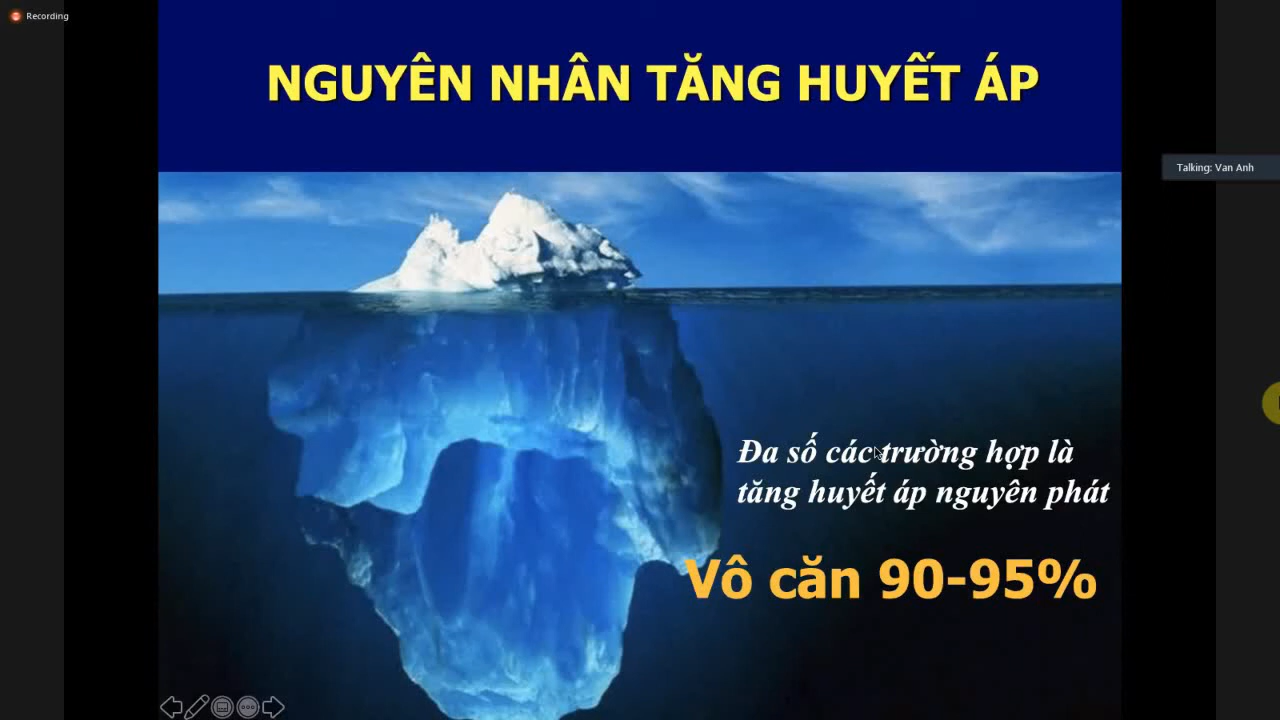 Recording
NGUYÊN NHÂN TĂNG HUYẾT ÁP
Talking: Van Anh
Đa số các trường hợp là
tăng huyết áp nguyên phát
Vô căn 90-95%